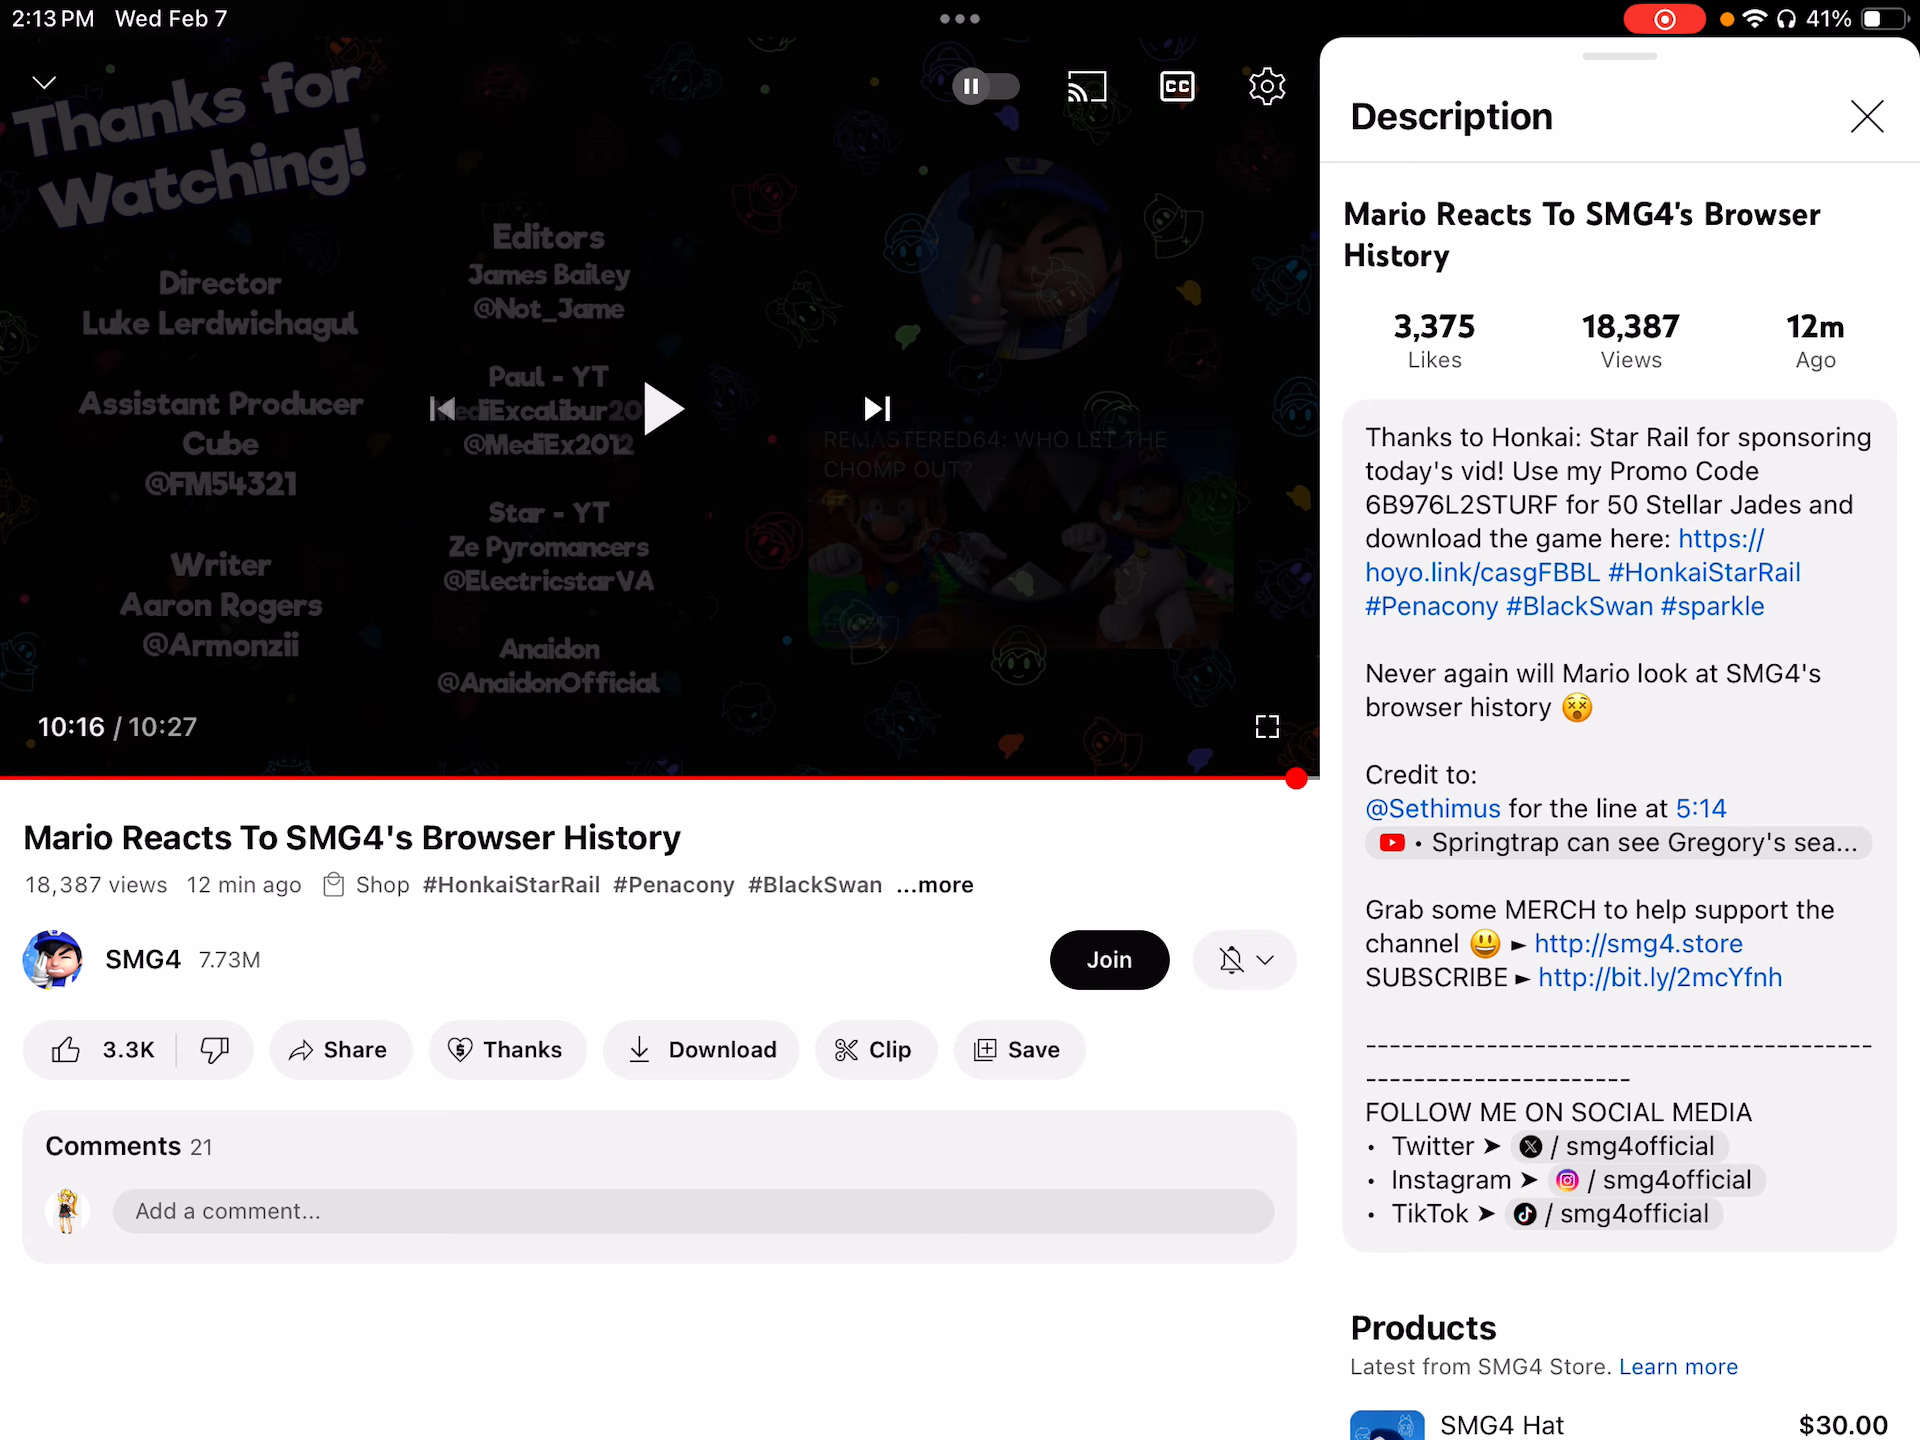 2:13 PM Wed Feb 7
41%
Thanks for
Watching!
Director
Luke Lerdwichagul
Assistant Producer
Cube
@FM54321
Writer
Aaron Rogers
@Armonzii
Editors
James Bailey
@Not_Jame
Paul - YT
MediExcalibur20
@MediEx2012
Star - YT
Ze Pyromancers
@ElectricstarVA
Anaidon
@AnaidonOfficial
CC
REMASTERED64: WHO LET THE
CHOMP OUT?
10:16 / 10:27
Mario Reacts To SMG4's Browser History
18,387 views 12 min ago Shop #HonkaiStarRail #Penacony #BlackSwan ...more
SMG4 7.73M
Join
3.3K Share Thanks Download Clip Save
Comments 21
Add a comment...
Description
Mario Reacts To SMG4's Browser
History
3,375 18,387 12m
Likes Views Ago
Thanks to Honkai: Star Rail for sponsoring
today's vid! Use my Promo Code
6B976L2STURF for 50 Stellar Jades and
download the game here: https://
hoyo.link/casgFBBL #HonkaiStarRail
#Penacony #BlackSwan #sparkle
Never again will Mario look at SMG4's
browser history 😵
Credit to:
@Sethimus for the line at 5:14
• Springtrap can see Gregory's sea...
Grab some MERCH to help support the
channel 😃 ► http://smg4.store
SUBSCRIBE ► http://bit.ly/2mcYfnh
------------------------------------------
----------------------
FOLLOW ME ON SOCIAL MEDIA
• Twitter ➤ / smg4official
• Instagram ➤ / smg4official
• TikTok ➤ / smg4official
Products
Latest from SMG4 Store. Learn more
SMG4 Hat $30.00